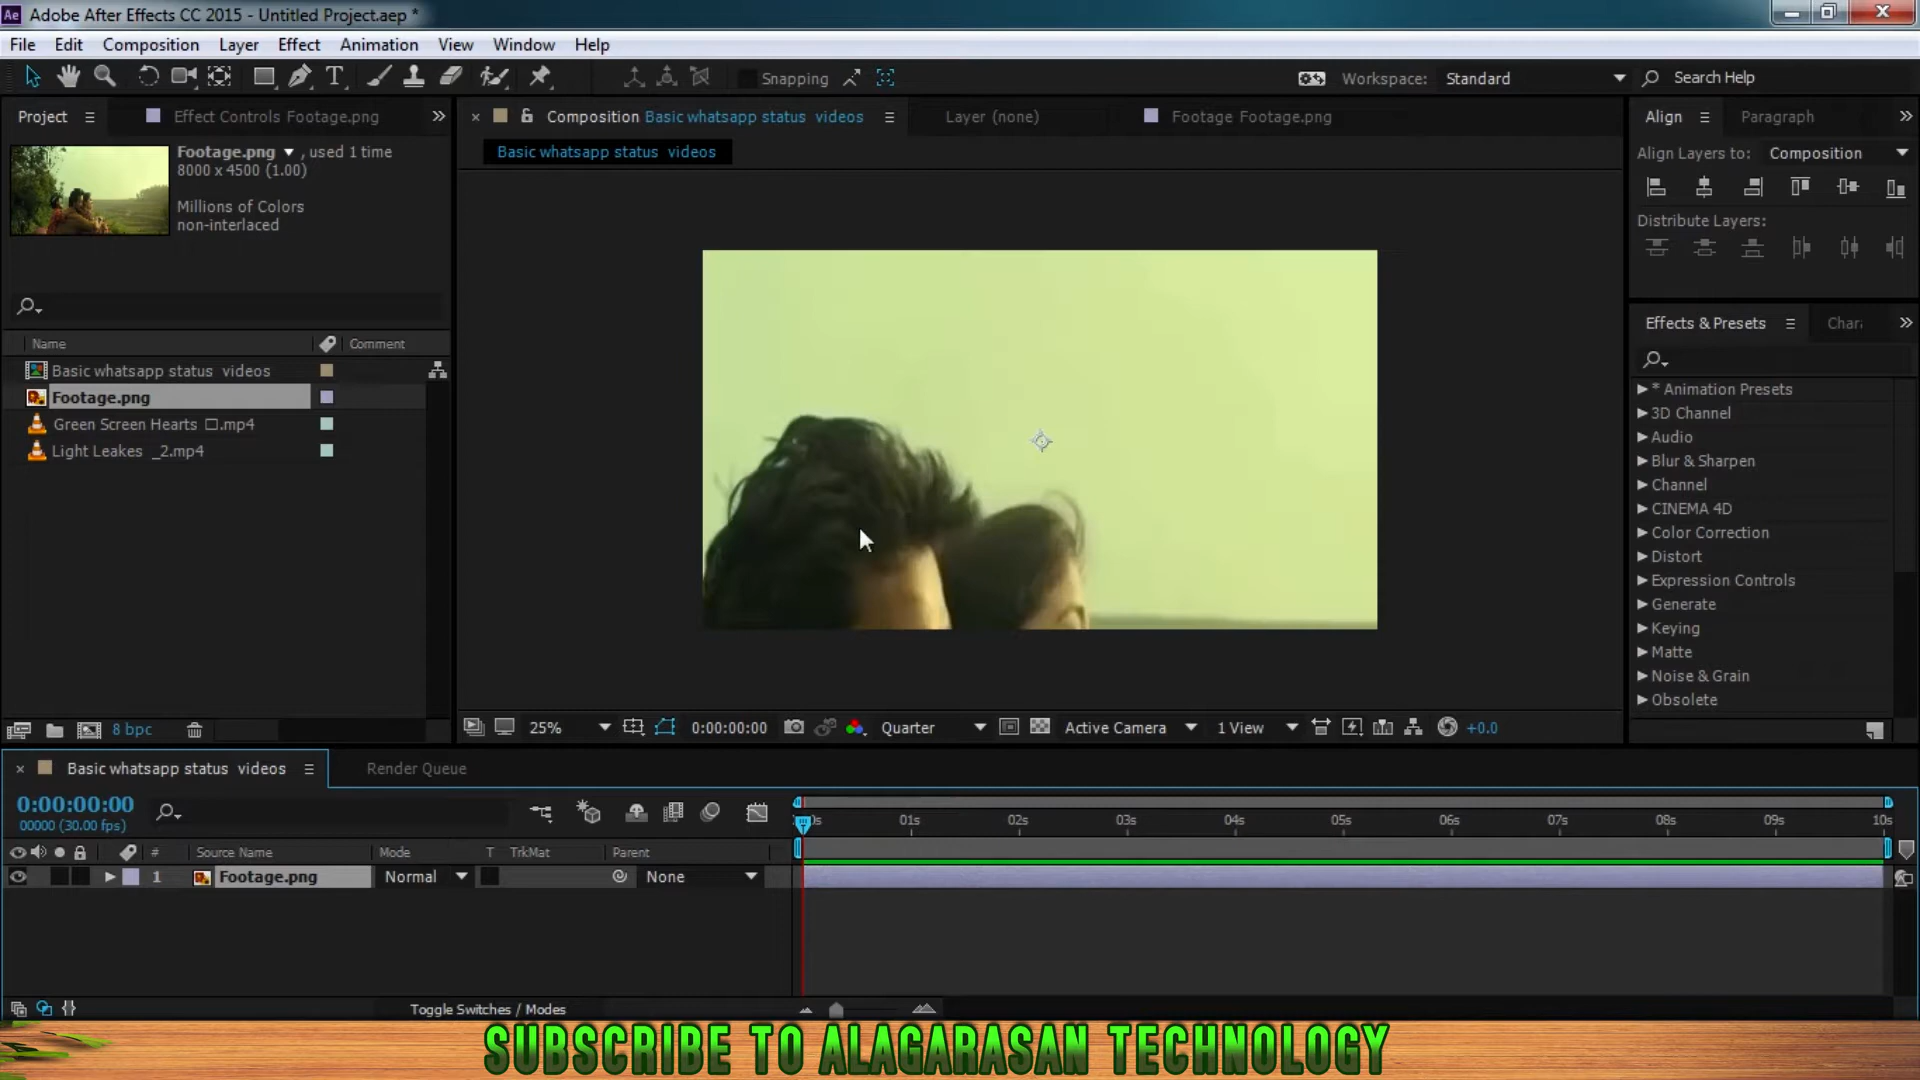 Adobe After Effects CC 2015 - Untitled Project.aep *
File Edit Composition Layer Effect Animation View Window Help
Snapping
Workspace: Standard
Search Help
Project
Effect Controls Footage.png
Composition Basic whatsapp status videos
Layer (none)
Footage Footage.png
Align
Paragraph
Footage.png , used 1 time
8000 x 4500 (1.00)
Millions of Colors
non-interlaced
Basic whatsapp status videos
Align Layers to: Composition
Distribute Layers:
Name
Comment
Basic whatsapp status videos
Footage.png
Green Screen Hearts □.mp4
Light Leakes _2.mp4
Effects & Presets
Chara
* Animation Presets
3D Channel
Audio
Blur & Sharpen
Channel
CINEMA 4D
Color Correction
Distort
Expression Controls
Generate
Keying
Matte
Noise & Grain
Obsolete
8 bpc
25%
0:00:00:00
Quarter
Active Camera
1 View
+0.0
Basic whatsapp status videos
Render Queue
0:00:00:00
00000 (30.00 fps)
0s 01s 02s 03s 04s 05s 06s 07s 08s 09s 10s
# Source Name Mode T TrkMat Parent
1 Footage.png Normal None
Toggle Switches / Modes
SUBSCRIBE TO ALAGARASAN TECHNOLOGY